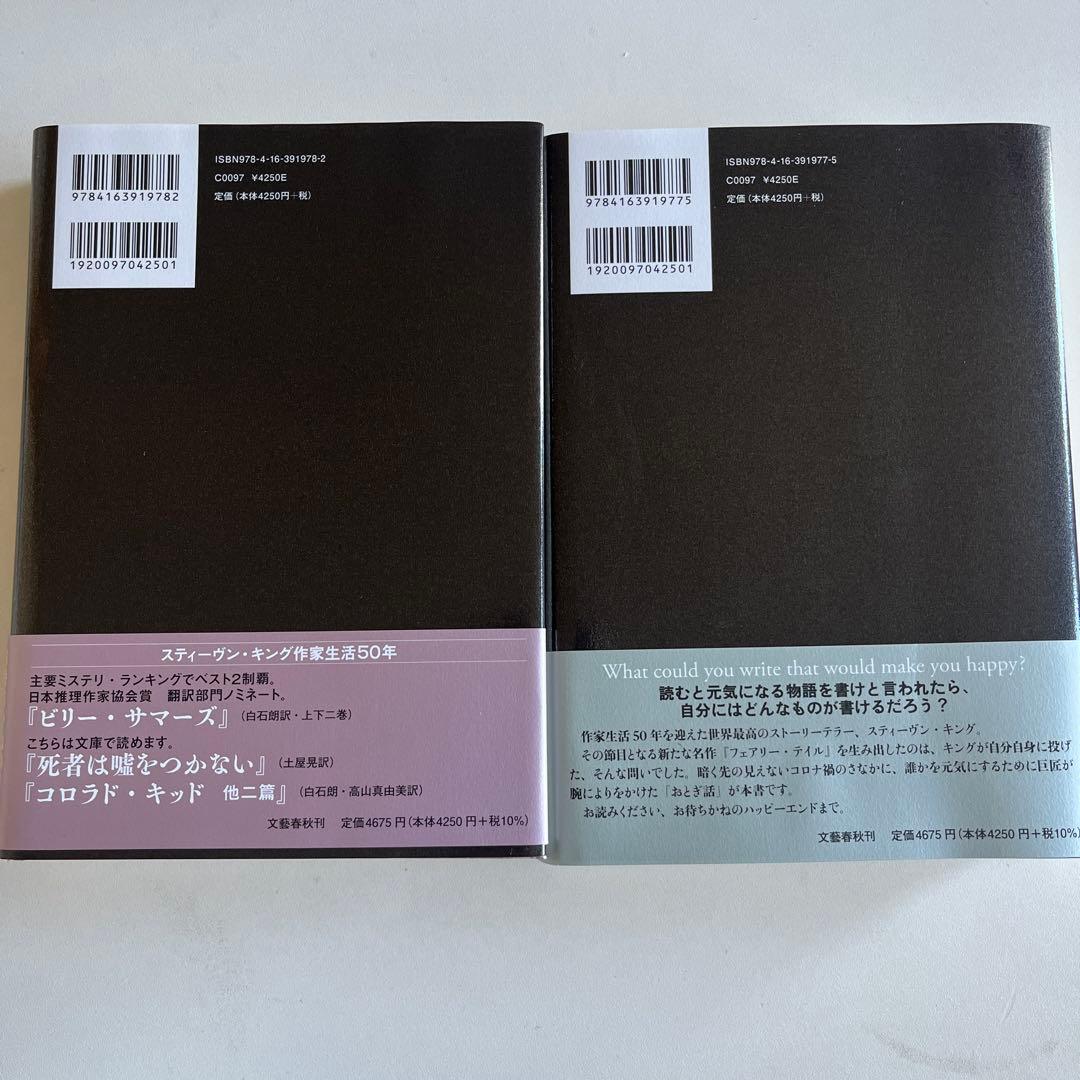 9784163919782
1920097042501
ISBN978-4-16-391978-2
C0097 ¥4250E
定価(本体4250円+税)
スティーヴン・キング作家生活50年
主要ミステリ・ランキングでベスト2制覇。
日本推理作家協会賞 翻訳部門ノミネート。
『ビリー・サマーズ』(白石朗訳・上下二巻)
こちらは文庫で読めます。
『死者は嘘をつかない』(土屋晃訳)
『コロラド・キッド 他二篇』(白石朗・高山真由美訳)
文藝春秋刊 定価4675円(本体4250円+税10%)
9784163919775
1920097042501
ISBN978-4-16-391977-5
C0097 ¥4250E
定価(本体4250円+税)
What could you write that would make you happy?
読むと元気になる物語を書けと言われたら、
自分にはどんなものが書けるだろう?
作家生活50年を迎えた世界最高のストーリーテラー、スティーヴン・キング。
その節目となる新たな名作『フェアリー・テイル』を生み出したのは、キングが自分自身に投げ
た、そんな問いでした。暗く先の見えないコロナ禍のさなかに、誰かを元気にするために巨匠が
腕によりをかけた「おとぎ話」が本書です。
お読みください、お待ちかねのハッピーエンドまで。
文藝春秋刊 定価4675円(本体4250円+税10%)